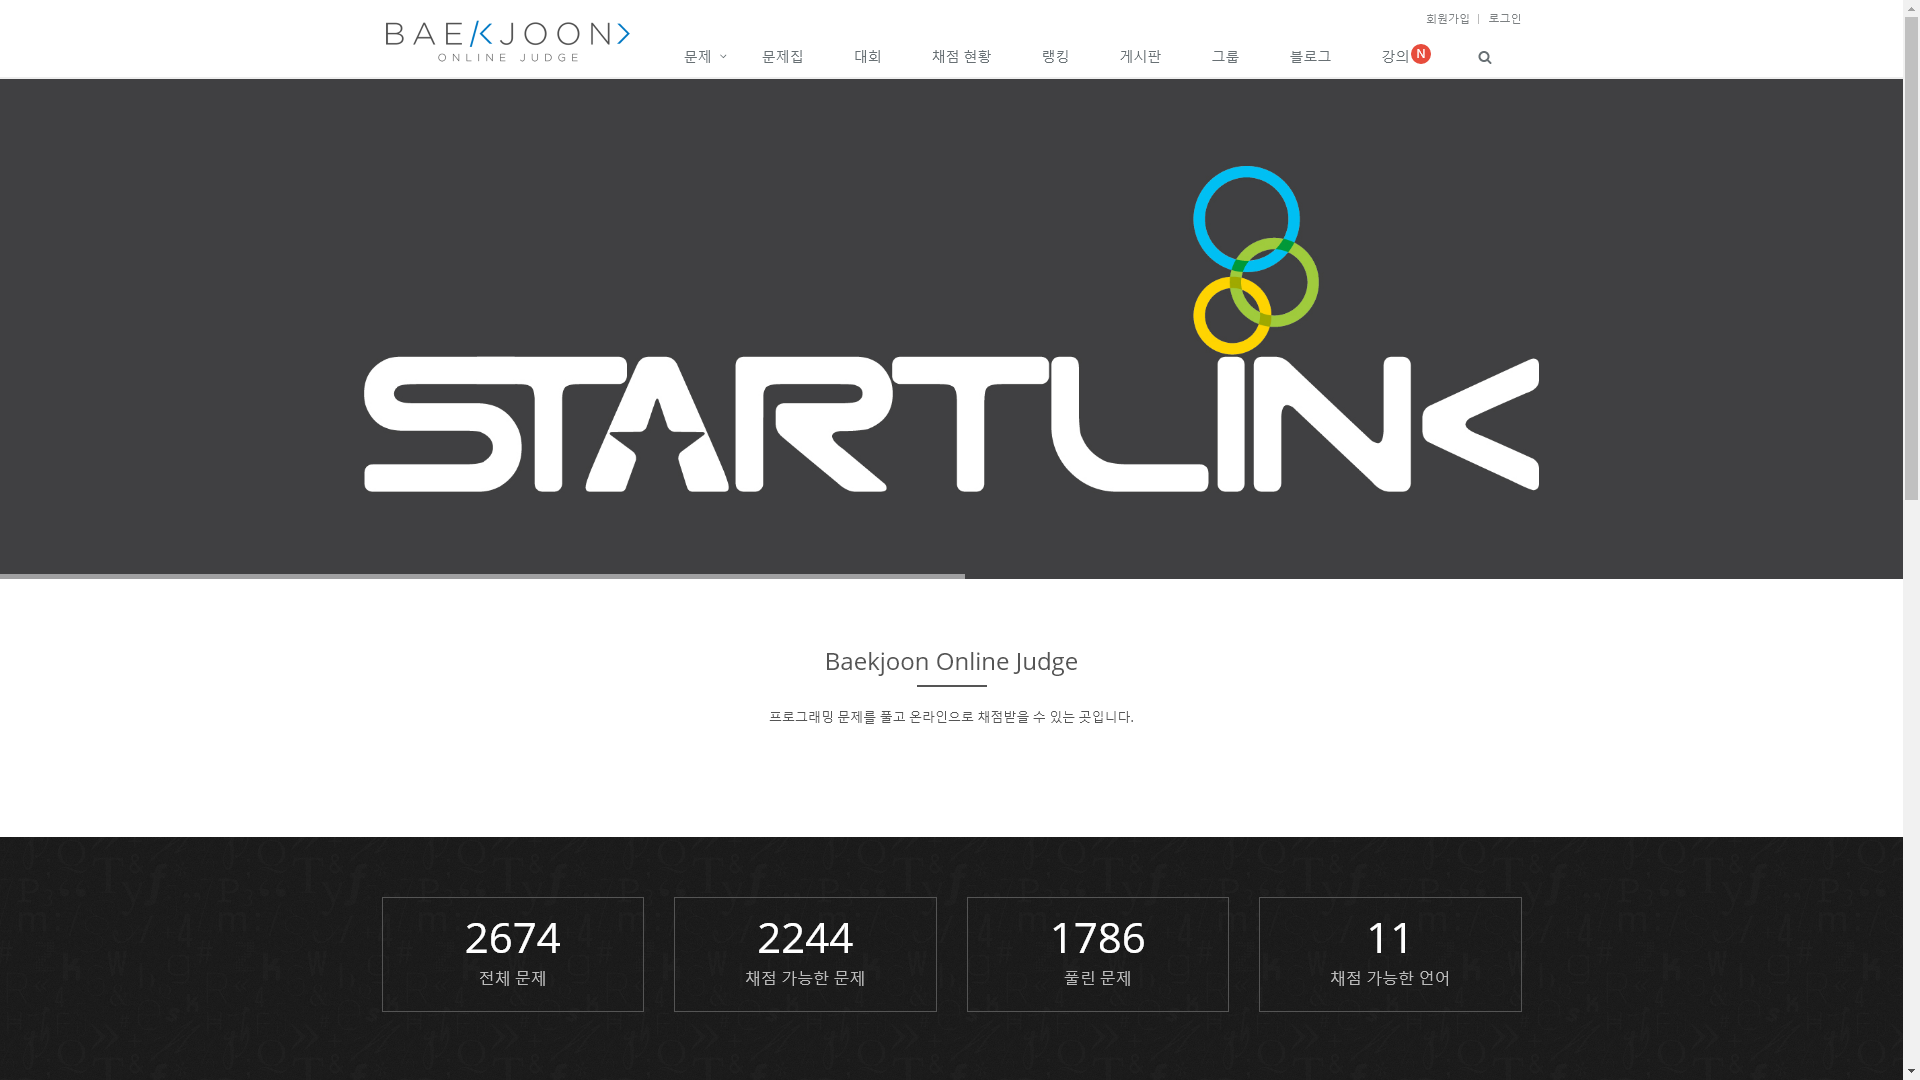 회원가입 | 로그인
BAEKJOON>
ONLINE JUDGE
문제 문제집 대회 채점 현황 랭킹 게시판 그룹 블로그 강의 N
STARTLINK
Baekjoon Online Judge
프로그래밍 문제를 풀고 온라인으로 채점받을 수 있는 곳입니다.
2674
전체 문제
2244
채점 가능한 문제
1786
풀린 문제
11
채점 가능한 언어